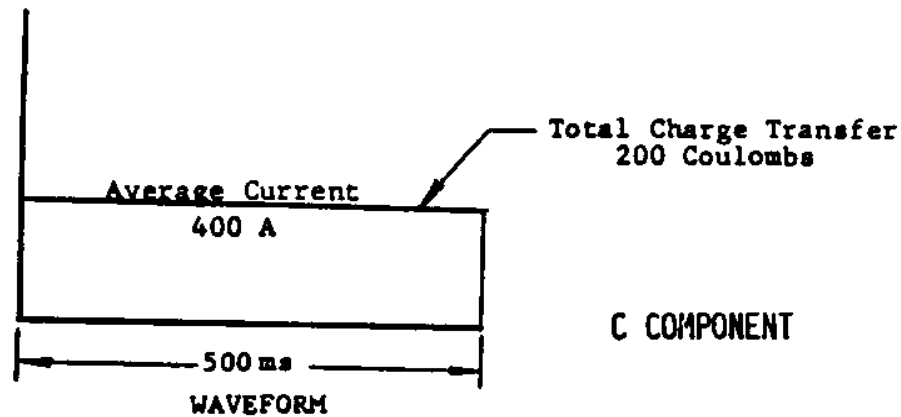 Total Charge Transfer
200 Coulombs
Average Current
400 A
C COMPONENT
500 ms
WAVEFORM